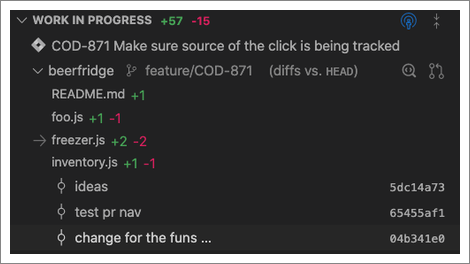 WORK IN PROGRESS +57 -15
COD-871 Make sure source of the click is being tracked
beerfridge feature/COD-871 (diffs vs. HEAD)
README.md +1
foo.js +1 -1
freezer.js +2 -2
inventory.js +1 -1
ideas 5dc14a73
test pr nav 65455af1
change for the funs ... 04b341e0